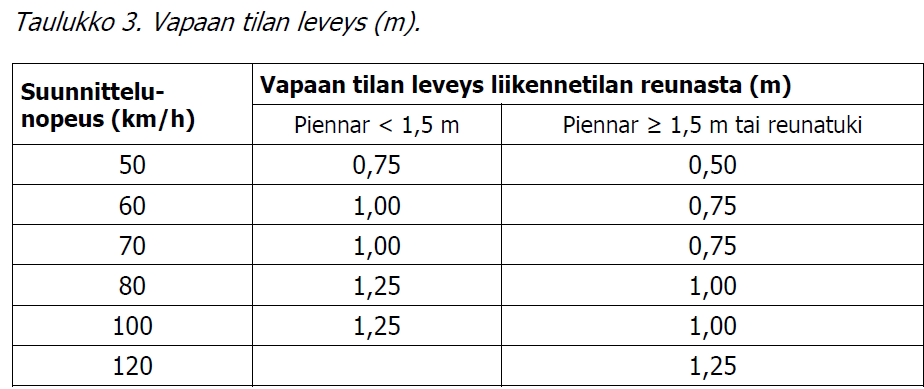 Taulukko 3. Vapaan tilan leveys (m).
Suunnittelu-
nopeus (km/h)
Vapaan tilan leveys liikennetilan reunasta (m)
Piennar < 1,5 m
Piennar ≥ 1,5 m tai reunatuki
50 0,75 0,50
60 1,00 0,75
70 1,00 0,75
80 1,25 1,00
100 1,25 1,00
120 1,25